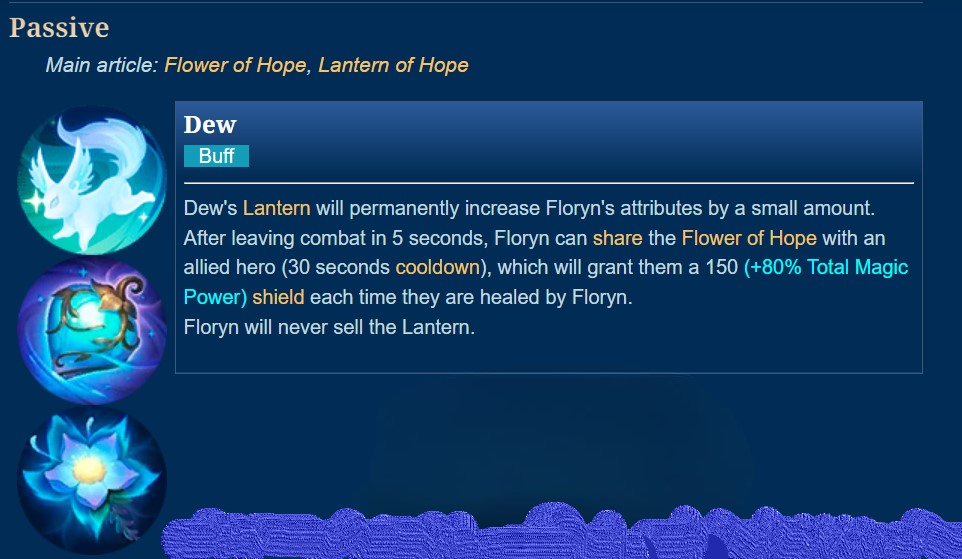 Passive
Main article: Flower of Hope, Lantern of Hope
Dew
Buff
Dew's Lantern will permanently increase Floryn's attributes by a small amount.
After leaving combat in 5 seconds, Floryn can share the Flower of Hope with an
allied hero (30 seconds cooldown), which will grant them a 150 (+80% Total Magic
Power) shield each time they are healed by Floryn.
Floryn will never sell the Lantern.